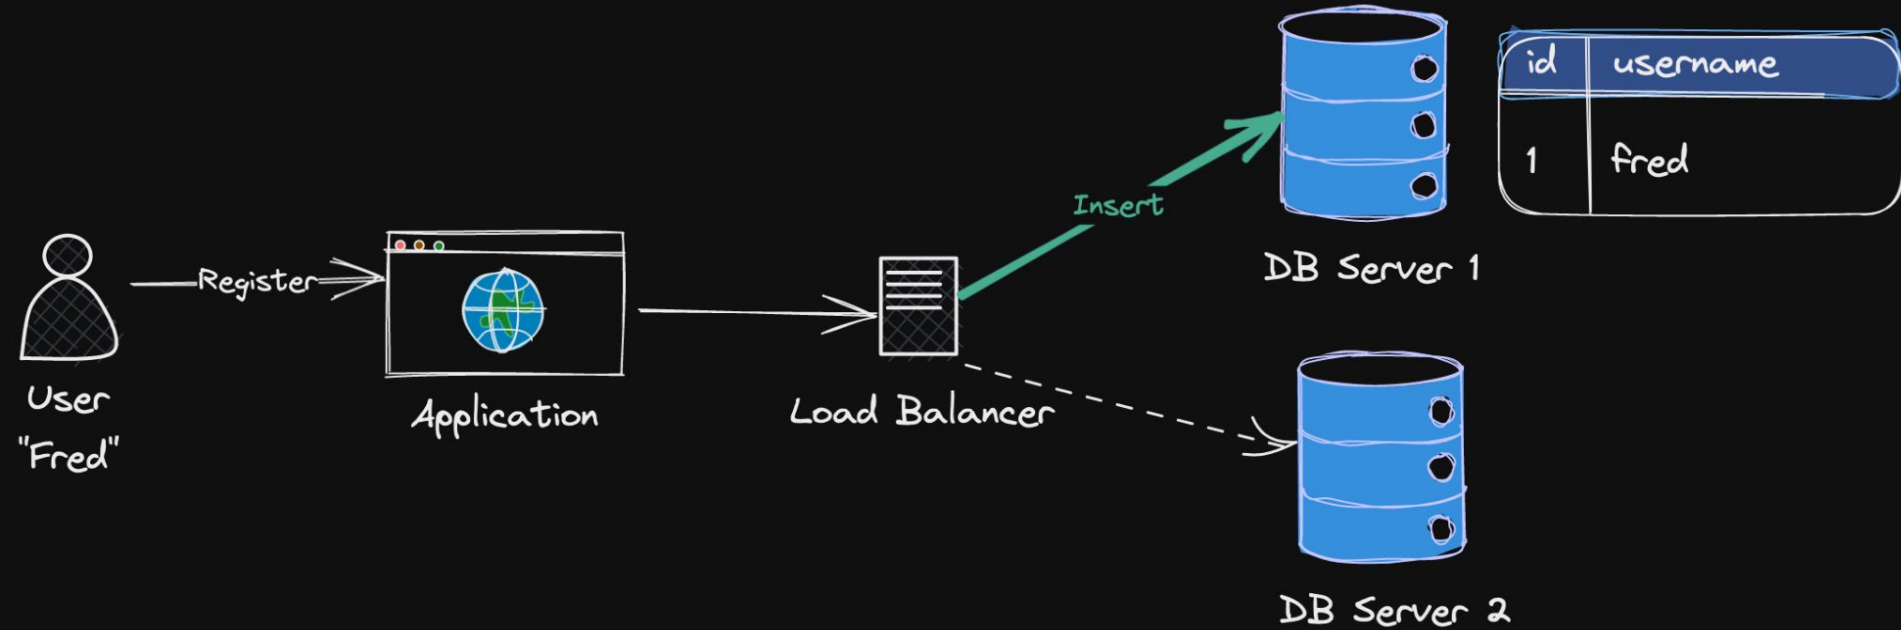 User
"Fred"
Register
Application
Load Balancer
Insert
DB Server 1
id username
1 fred
DB Server 2